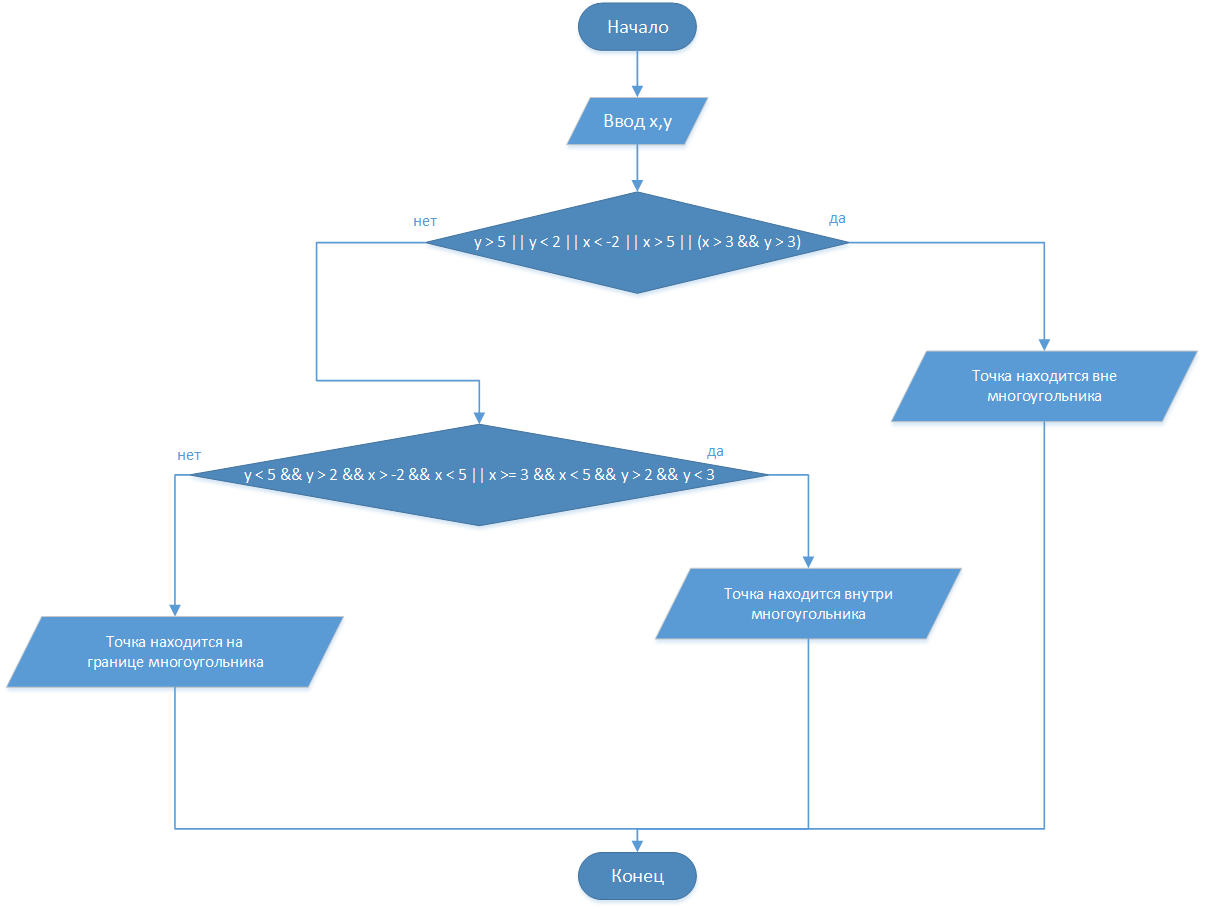 Начало
Ввод x,y
нет
да
y > 5 || y < 2 || x < -2 || x > 5 || (x > 3 && y > 3)
Точка находится вне
многоугольника
нет
да
y < 5 && y > 2 && x > -2 && x < 5 || x >= 3 && x < 5 && y > 2 && y < 3
Точка находится внутри
многоугольника
Точка находится на
границе многоугольника
Конец